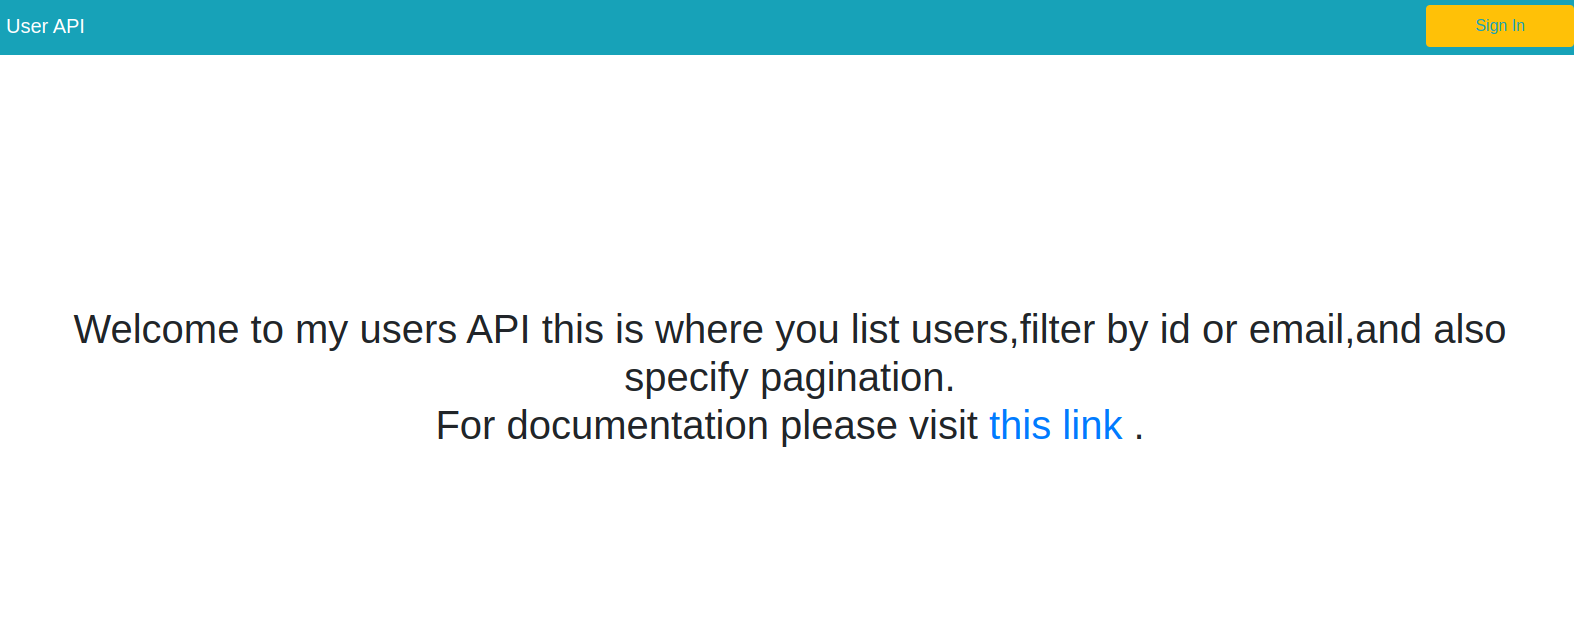 User API
Sign In
Welcome to my users API this is where you list users,filter by id or email,and also
specify pagination.
For documentation please visit this link .